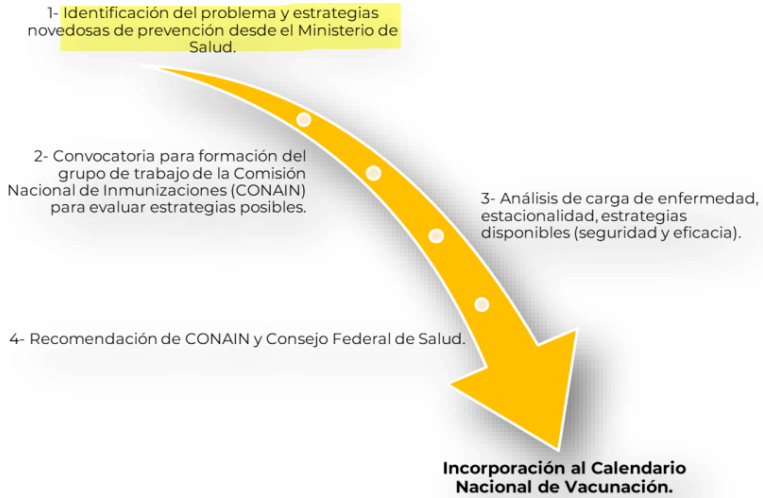 1- Identificación del problema y estrategias
novedosas de prevención desde el Ministerio de
Salud.
2- Convocatoria para formación del
grupo de trabajo de la Comisión
Nacional de Inmunizaciones (CONAIN)
para evaluar estrategias posibles.
3- Análisis de carga de enfermedad,
estacionalidad, estrategias
disponibles (seguridad y eficacia).
4- Recomendación de CONAIN y Consejo Federal de Salud.
Incorporación al Calendario
Nacional de Vacunación.